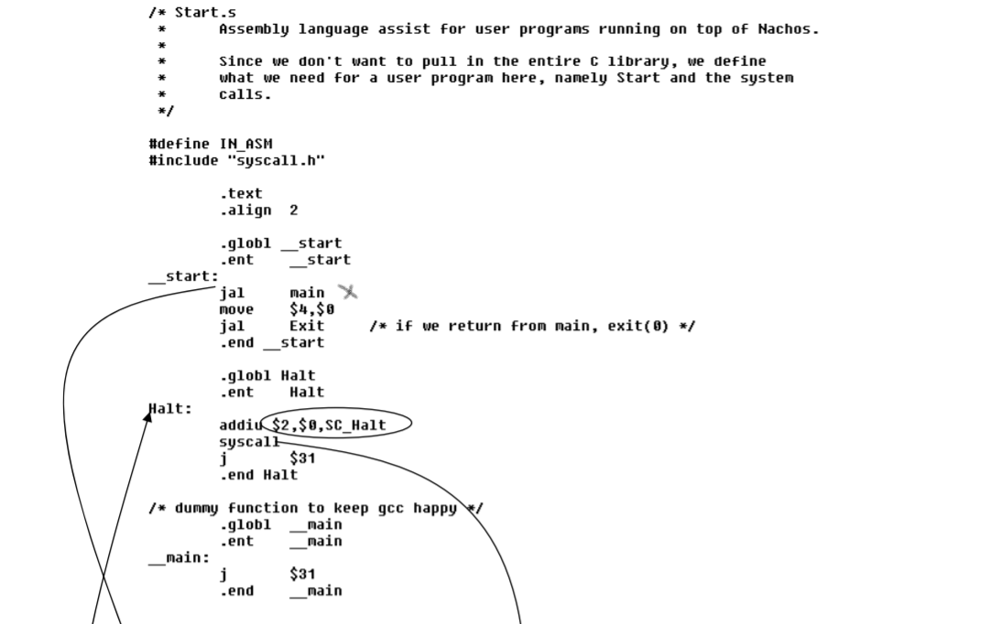 /* Start.s
* Assembly language assist for user programs running on top of Nachos.
*
* Since we don't want to pull in the entire C library, we define
* what we need for a user program here, namely Start and the system
* calls.
*/
#define IN_ASM
#include "syscall.h"
.text
.align 2
.globl __start
.ent __start
__start:
jal main
move $4,$0
jal Exit /* if we return from main, exit(0) */
.end __start
.globl Halt
.ent Halt
Halt:
addiu $2,$0,SC_Halt
syscall
j $31
.end Halt
/* dummy function to keep gcc happy */
.globl __main
.ent __main
__main:
j $31
.end __main